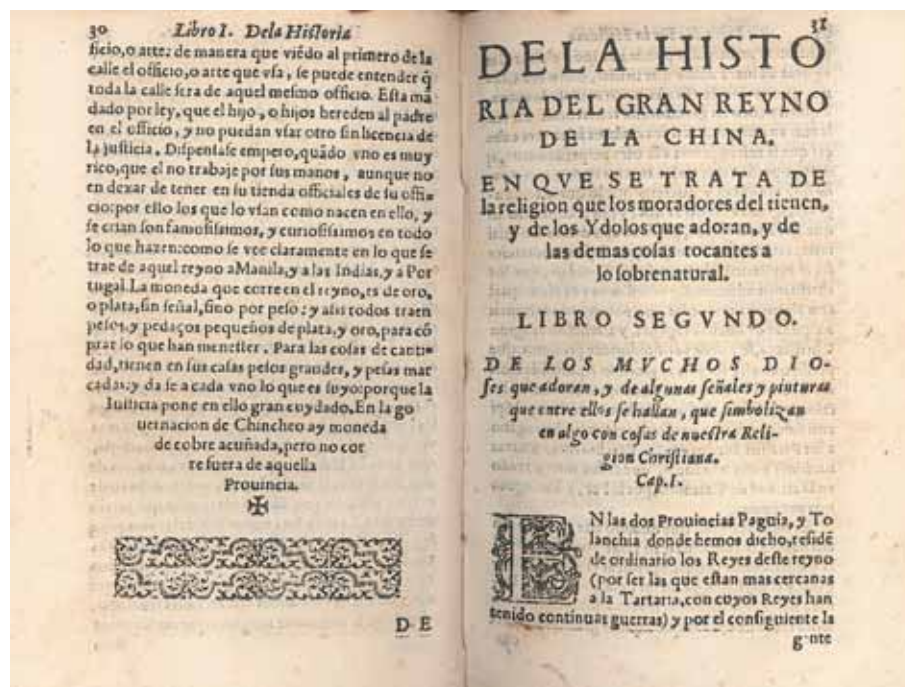 30 Libro I. Dela Historia
ficio, o arte: de manera que viẽdo al primero de la
calle el officio, o arte que vsa, se puede entender q̃
toda la calle sera de aquel mesmo officio. Esta mã
dado por ley, que el hijo, o hijos hereden al padre
en el officio, y no puedan vsar otro sin licencia de
la justicia. Dispensase empero, quãdo vno es muy
rico, que el no trabaje por sus manos, aunque no
en dexar de tener en su tienda officiales de su offi-
cio: por esto los que lo vsan como nacen en ello, y
se crian son famosissimos, y curiosissimos en todo
lo que hazen: como se vee claramente en lo que se
trae de aquel reyno a Manila, y a las Indias, y a Por
tugal. La moneda que corre en el reyno, es de oro,
o plata, sin señal, sino por peso: y assi todos traen
pesos, y pedaços pequeños de plata, y oro, para cõ
prar lo que han menester. Para las cosas de canti-
dad, tienen en sus casas pesos grandes, y pesas mar
cadas: y da se a cada vno lo que es suyo: porque la
Iusticia pone en ello gran cuydado. En la go
uernacion de Chincheo ay moneda
de cobre acuñada, pero no cor
re fuera de aquella
Prouincia.
D E
31
DE LA HISTO
RIA DEL GRAN REYNO
DE LA CHINA.
EN QVE SE TRATA DE
la religion que los moradores del tienen,
y de los Ydolos que adoran, y de
las demas cosas tocantes a
lo sobrenatural.
LIBRO SEGVNDO.
DE LOS MVCHOS DIO-
ses que adoran, y de algunas señales y pinturas
que entre ellos se hallan, que simbolizan
en algo con cosas de nuestra Reli-
gion Christiana.
Cap. I.
EN las dos Prouincias Paguia, y To
lanchia donde hemos dicho, residẽ
de ordinario los Reyes deste reyno
(por ser las que estan mas cercanas
a la Tartaria, con cuyos Reyes han
tenido continuas guerras) y por el consiguiente la
gente